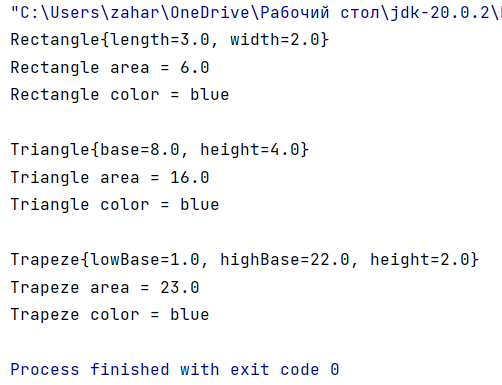 "C:\Users\zahar\OneDrive\Рабочий стол\jdk-20.0.2\
Rectangle{length=3.0, width=2.0}
Rectangle area = 6.0
Rectangle color = blue
Triangle{base=8.0, height=4.0}
Triangle area = 16.0
Triangle color = blue
Trapeze{lowBase=1.0, highBase=22.0, height=2.0}
Trapeze area = 23.0
Trapeze color = blue
Process finished with exit code 0